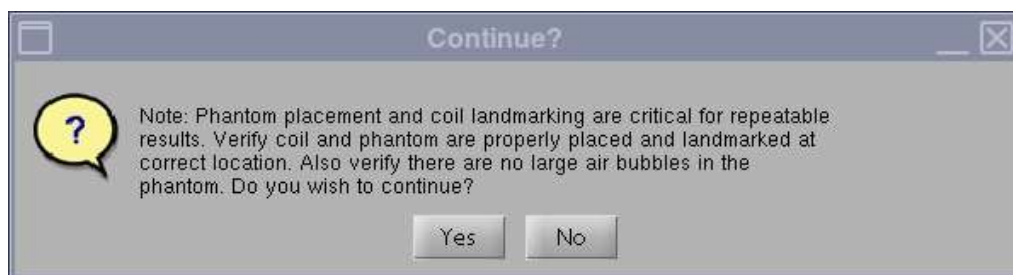 Continue?
?
Note: Phantom placement and coil landmarking are critical for repeatable
results. Verify coil and phantom are properly placed and landmarked at
correct location. Also verify there are no large air bubbles in the
phantom. Do you wish to continue?
Yes No